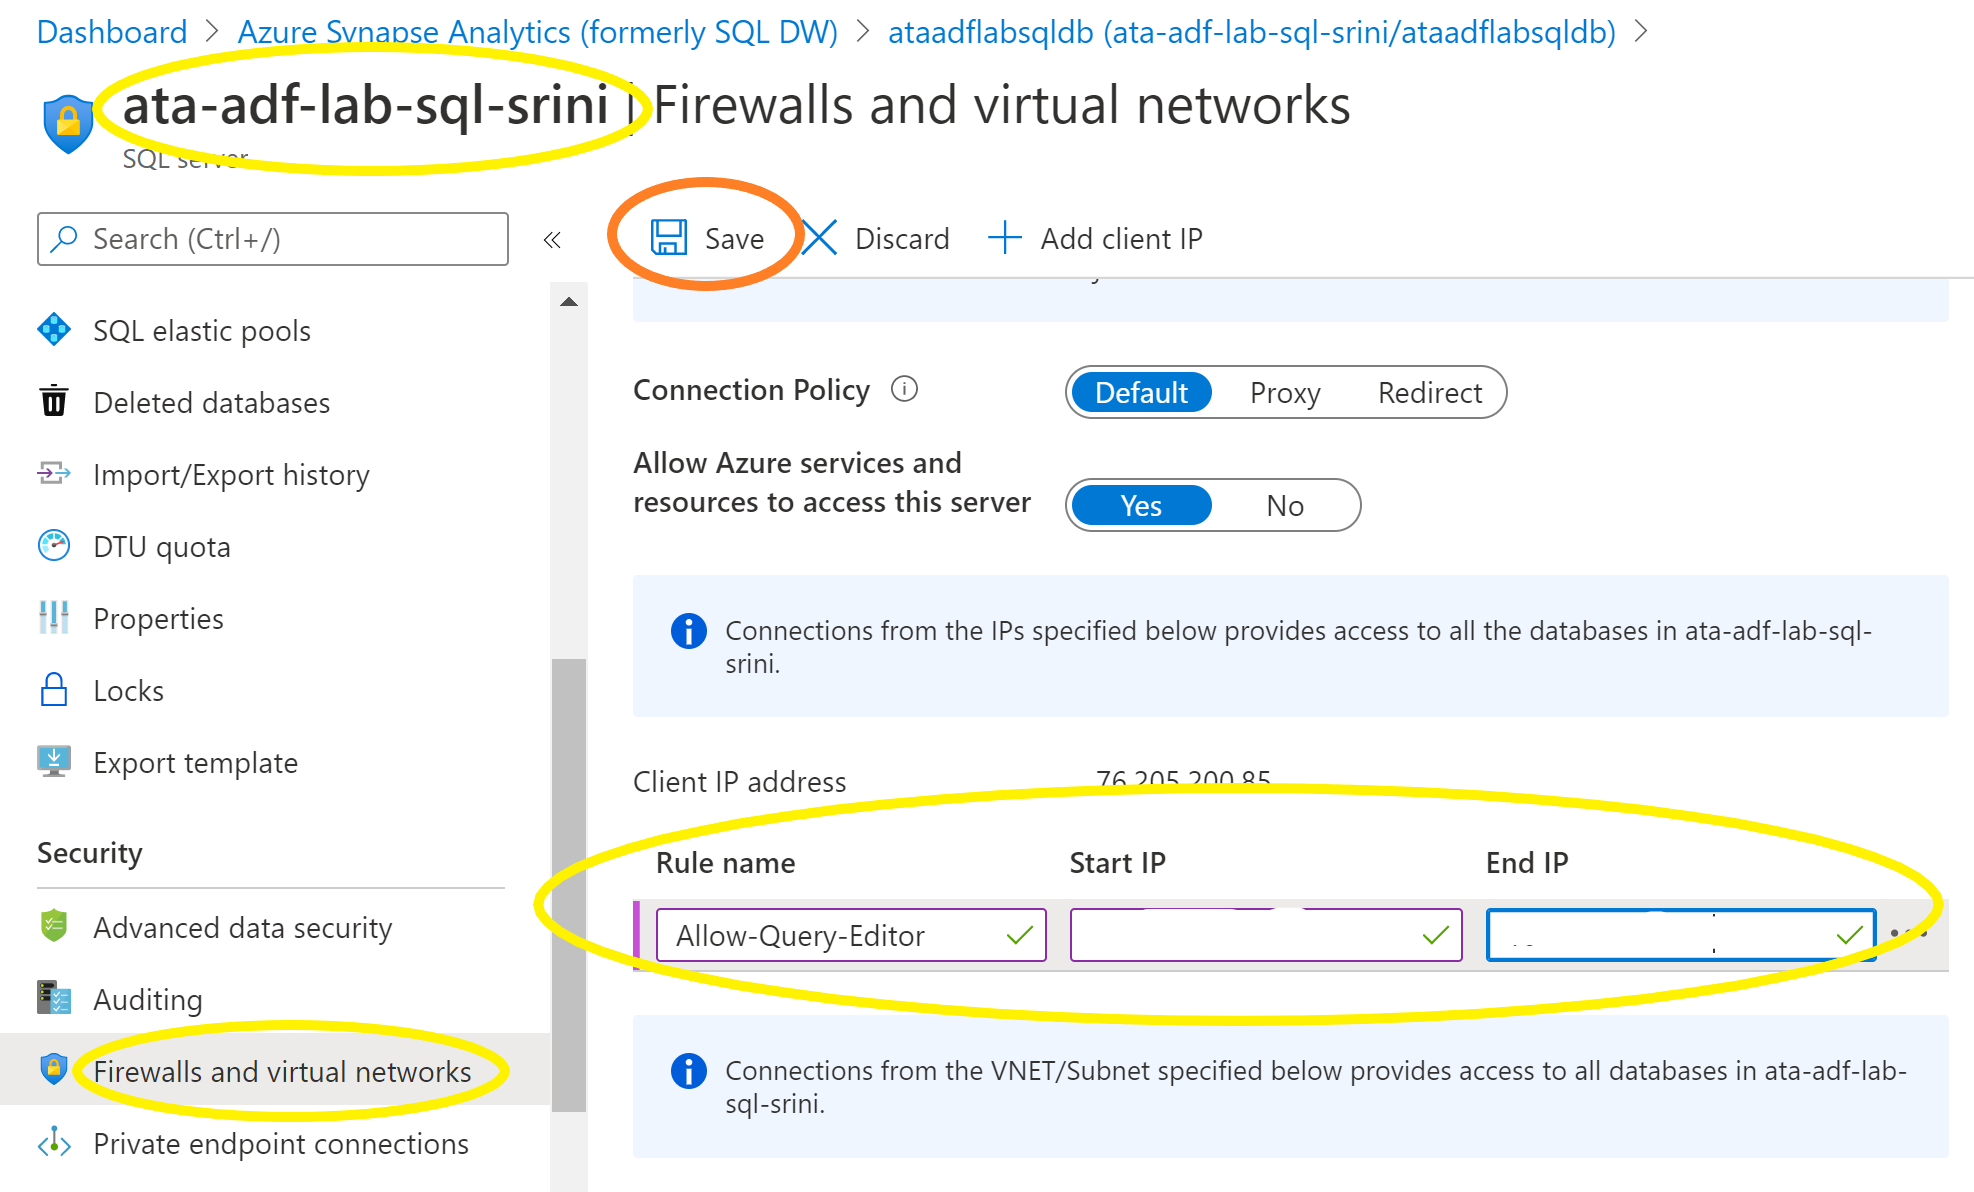 Dashboard > Azure Synapse Analytics (formerly SQL DW) > ataadflabsqldb (ata-adf-lab-sql-srini/ataadflabsqldb) >
ata-adf-lab-sql-srini | Firewalls and virtual networks
SQL server
Search (Ctrl+/)
«
Save
Discard
Add client IP
SQL elastic pools
Deleted databases
Import/Export history
DTU quota
Properties
Locks
Export template
Security
Advanced data security
Auditing
Firewalls and virtual networks
Private endpoint connections
Connection Policy
Default Proxy Redirect
Allow Azure services and
resources to access this server
Yes No
Connections from the IPs specified below provides access to all the databases in ata-adf-lab-sql-
srini.
Client IP address 76.205.200.85
Rule name Start IP End IP
Allow-Query-Editor
Connections from the VNET/Subnet specified below provides access to all databases in ata-adf-lab-
sql-srini.